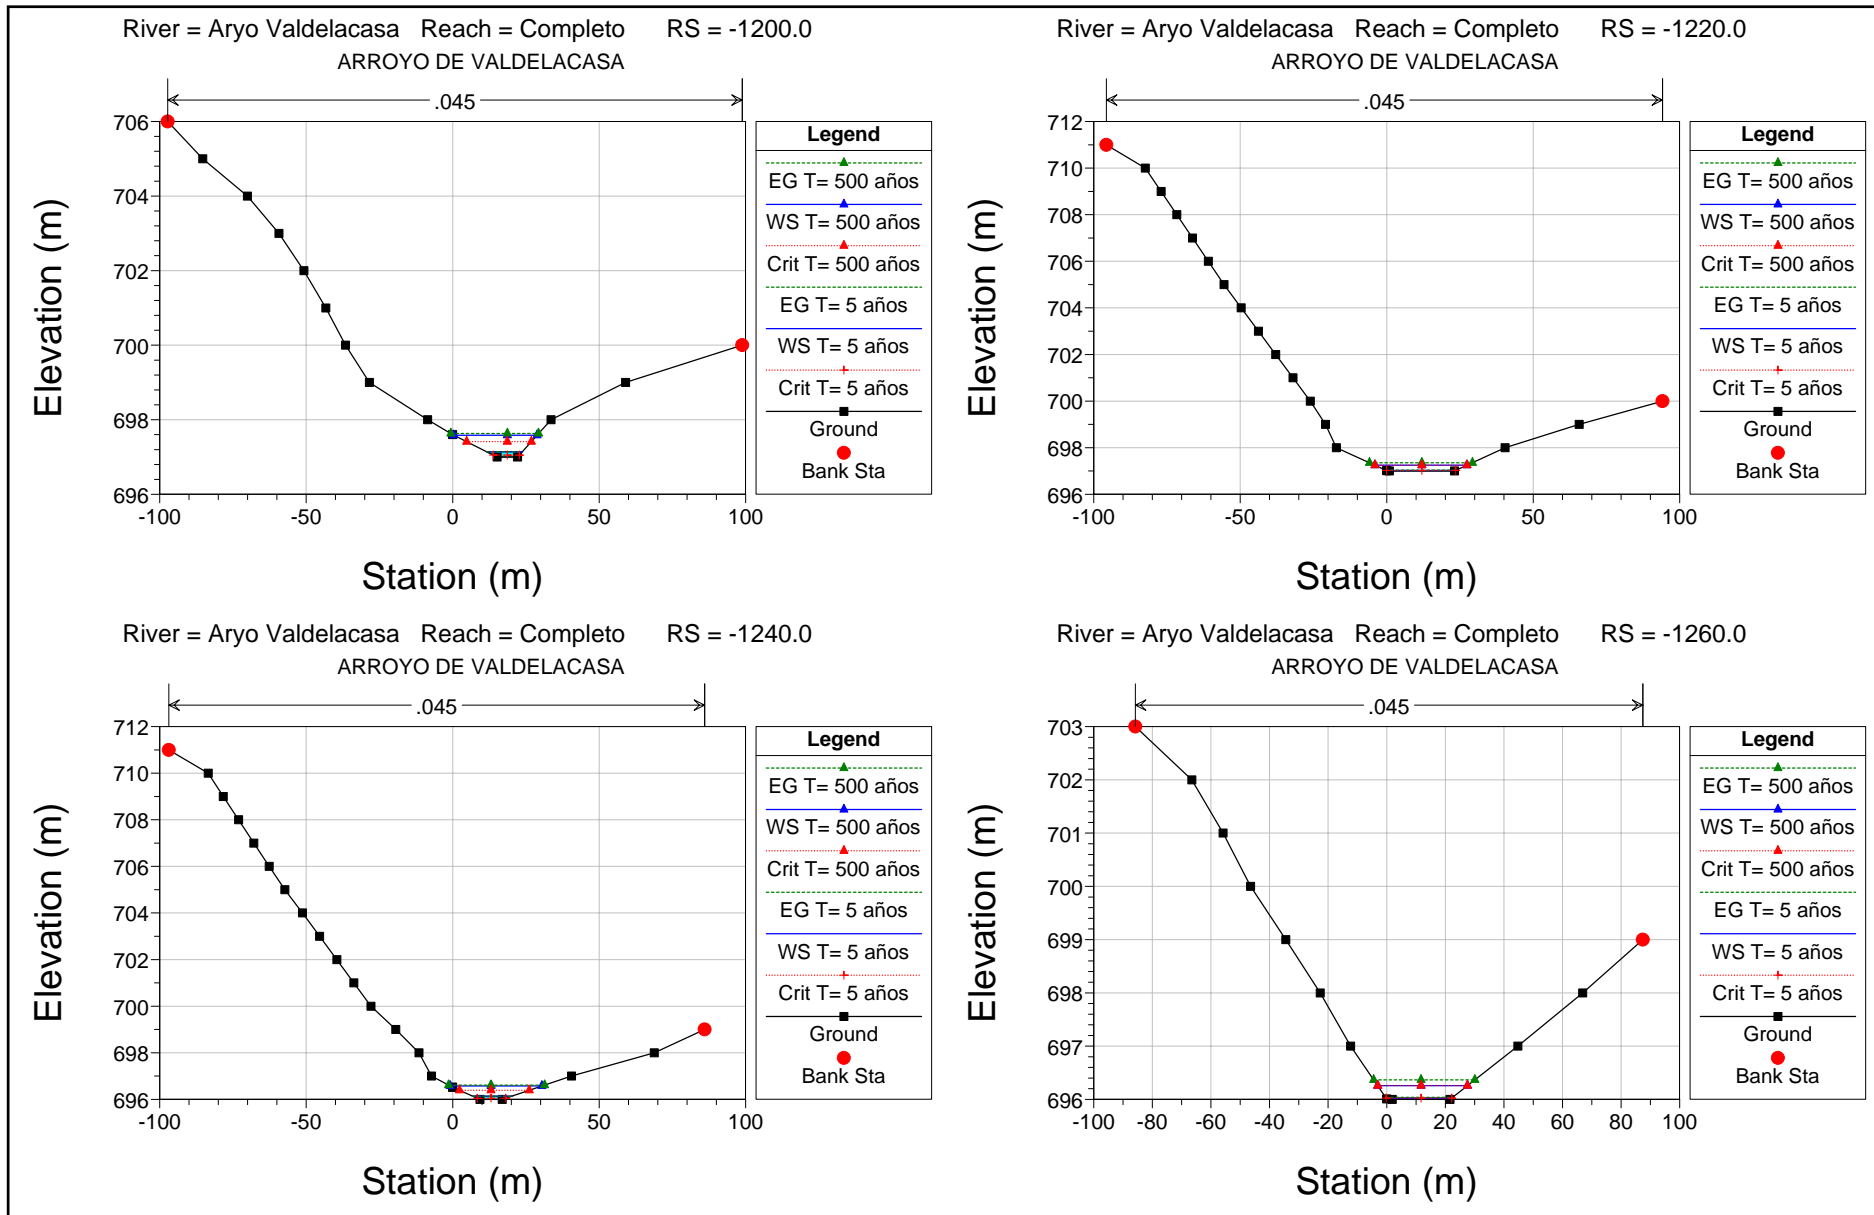 River = Aryo Valdelacasa Reach = Completo RS = -1200.0
ARROYO DE VALDELACASA
.045
706
704
702
700
698
696
-100
-50
0
50
100
Elevation (m)
Station (m)
Legend
EG T= 500 años
WS T= 500 años
Crit T= 500 años
EG T= 5 años
WS T= 5 años
Crit T= 5 años
Ground
Bank Sta
River = Aryo Valdelacasa Reach = Completo RS = -1220.0
ARROYO DE VALDELACASA
.045
712
710
708
706
704
702
700
698
696
-100
-50
0
50
100
Elevation (m)
Station (m)
Legend
EG T= 500 años
WS T= 500 años
Crit T= 500 años
EG T= 5 años
WS T= 5 años
Crit T= 5 años
Ground
Bank Sta
River = Aryo Valdelacasa Reach = Completo RS = -1240.0
ARROYO DE VALDELACASA
.045
712
710
708
706
704
702
700
698
696
-100
-50
0
50
100
Elevation (m)
Station (m)
Legend
EG T= 500 años
WS T= 500 años
Crit T= 500 años
EG T= 5 años
WS T= 5 años
Crit T= 5 años
Ground
Bank Sta
River = Aryo Valdelacasa Reach = Completo RS = -1260.0
ARROYO DE VALDELACASA
.045
703
702
701
700
699
698
697
696
-100
-80
-60
-40
-20
0
20
40
60
80
100
Elevation (m)
Station (m)
Legend
EG T= 500 años
WS T= 500 años
Crit T= 500 años
EG T= 5 años
WS T= 5 años
Crit T= 5 años
Ground
Bank Sta